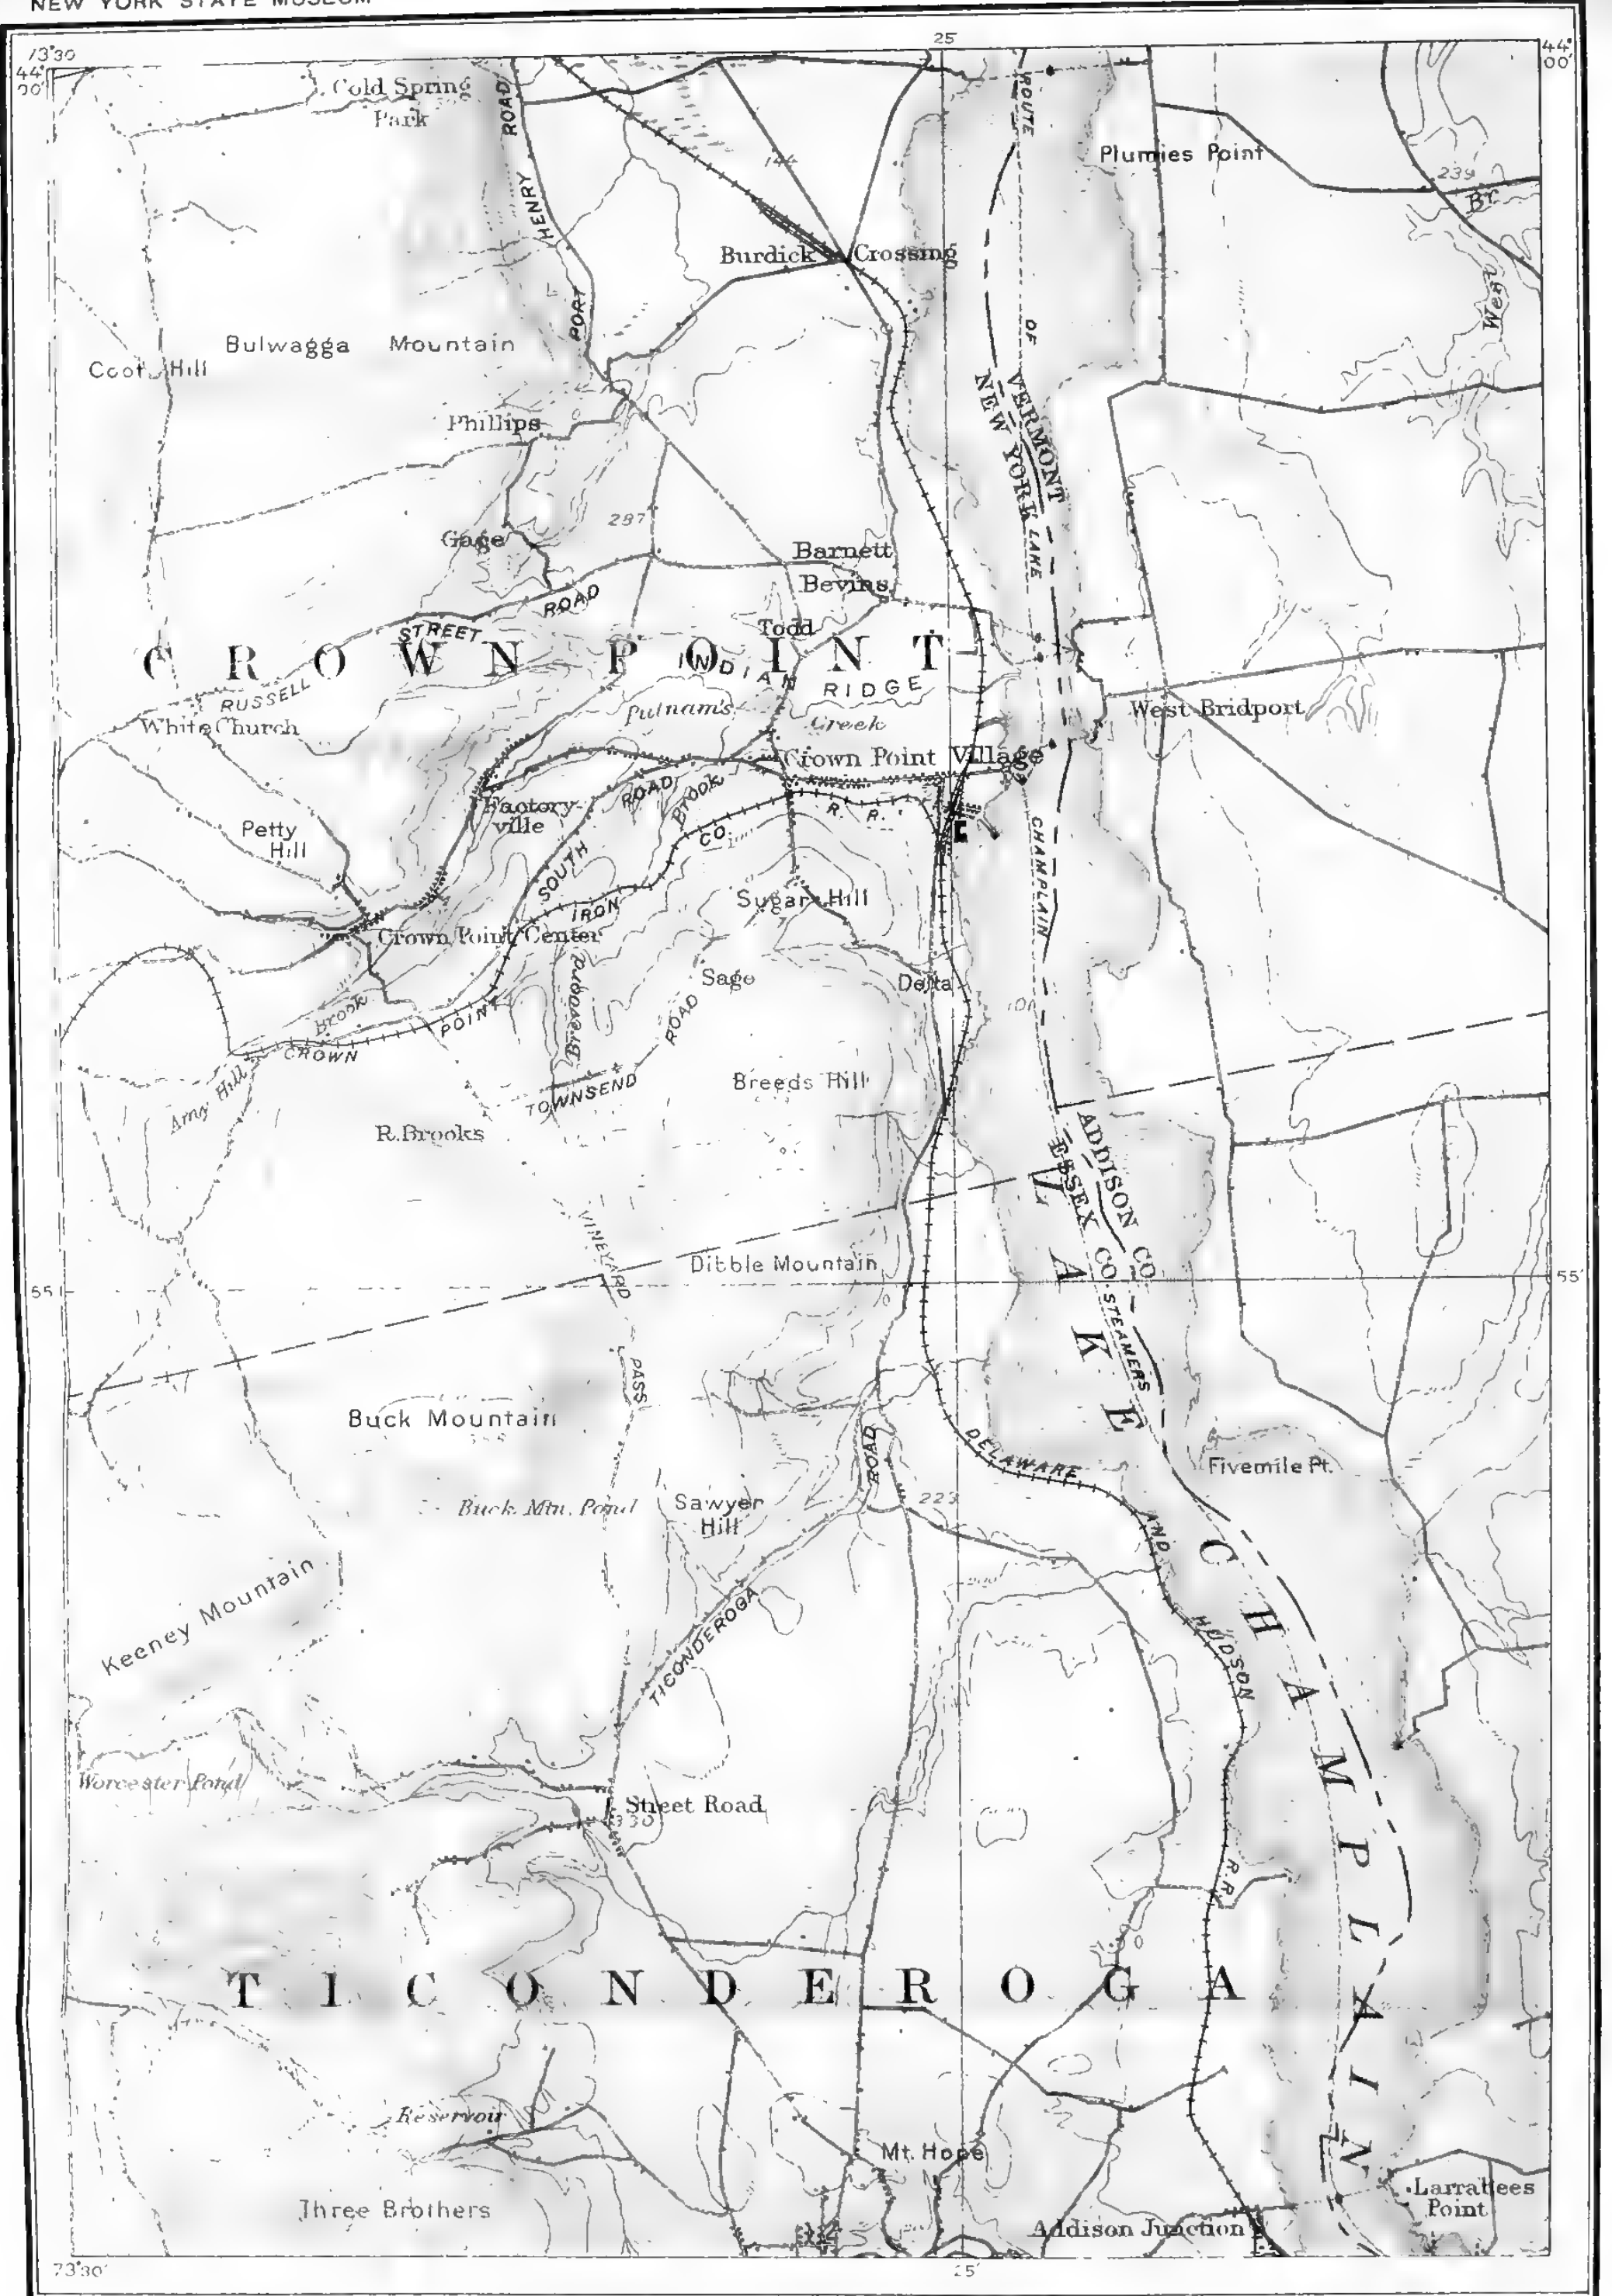 NEW YORK STATE MUSEUM
73°30'
25'
44°
00'
44°
00'
Cold Spring
Park
ROAD
HENRY
PORT
ROUTE
OF
Plumies Point
144
239
Br.
West
Burdick Crossing
Bulwagga Mountain
Coot Hill
VERMONT
NEW YORK
LAKE
Phillips
287
Gage
Barnett
Bevins
ROAD
STREET
RUSSELL
Todd
CROWN POINT
INDIAN RIDGE
White Church
Putnam's
Creek
West Bridport
Crown Point Village
Factory-
ville
ROAD
Brook
CO.
R. R.
CHAMPLAIN
Petty
Hill
SOUTH
IRON
Sugar Hill
Crown Point Center
Sage
Delta
Breeds Hill
Brook
CROWN
POINT
ROAD
TOWNSEND
Amy Hill
R. Brooks
ADDISON CO.
ESSEX CO.
VINEYARD
PASS
Dibble Mountain
55'
55'
STEAMERS
Buck Mountain
ROAD
DELAWARE
AND
HUDSON
R.R.
Fivemile Pt.
Buck Mtn. Pond
Sawyer
Hill
223
200
Keeney Mountain
TICONDEROGA
LAKE CHAMPLAIN
Worcester Pond
Street Road
330
TICONDEROGA
Reservoir
Mt. Hope
Three Brothers
Larrabees
Point
Addison Junction
73°30'
25'